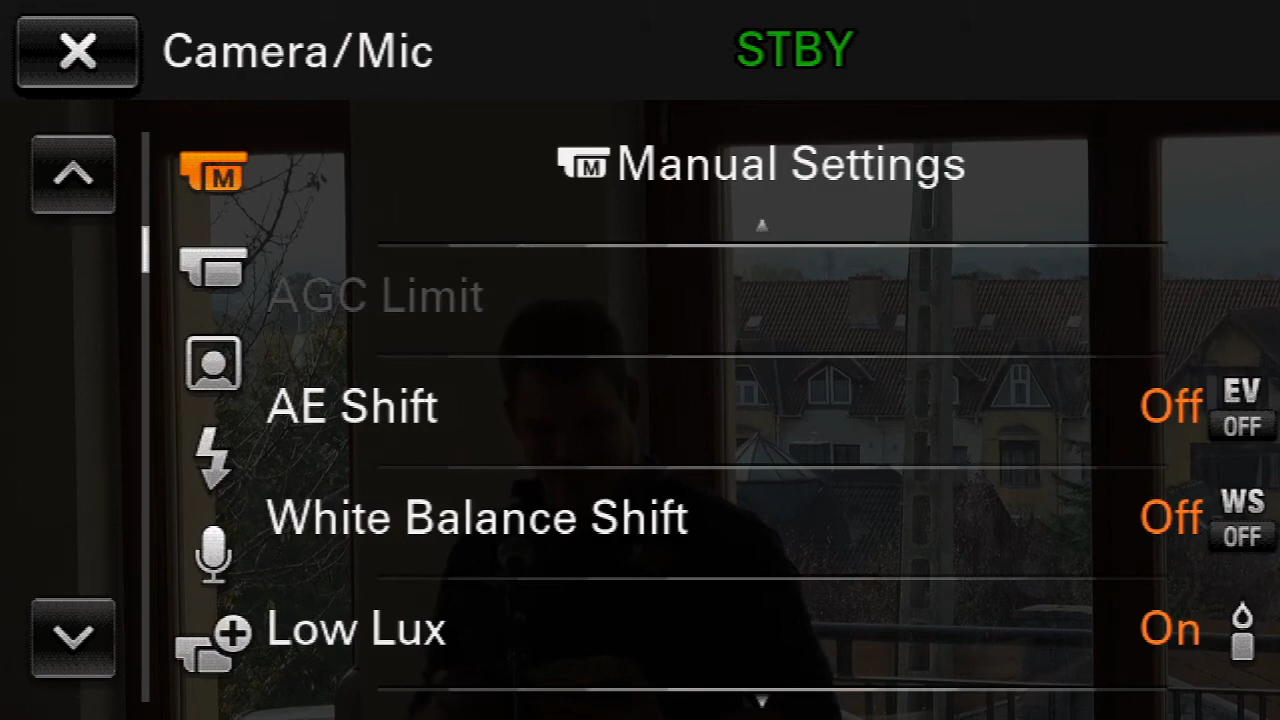 Camera/Mic
STBY
M
M Manual Settings
AGC Limit
AE Shift Off EV OFF
White Balance Shift Off WS OFF
Low Lux On